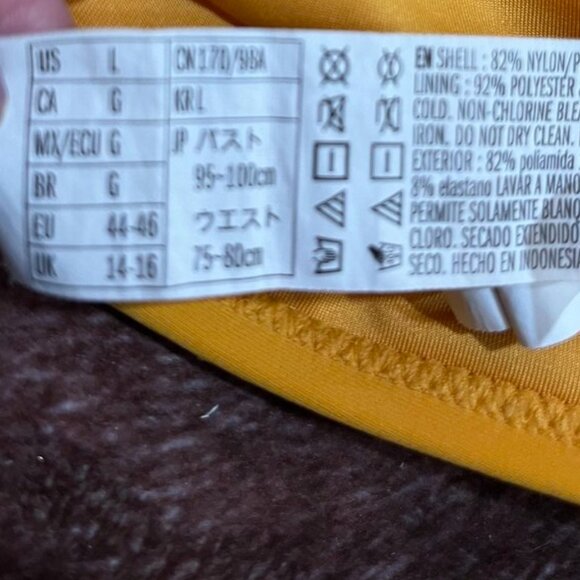 US L CN 170/98A
CA G KR L
MX/ECU G JP バスト
BR G 95-100cm
EU 44-46 ウエスト
UK 14-16 75-80cm
EN SHELL : 82% NYLON/P
LINING : 92% POLYESTER
COLD. NON-CHLORINE BLE
IRON. DO NOT DRY CLEAN.
EXTERIOR : 82% poliamida
8% elastano LAVAR A MANO
PERMITE SOLAMENTE BLANQ
CLORO. SECADO EXTENDIDO
SECO. HECHO EN INDONESIA